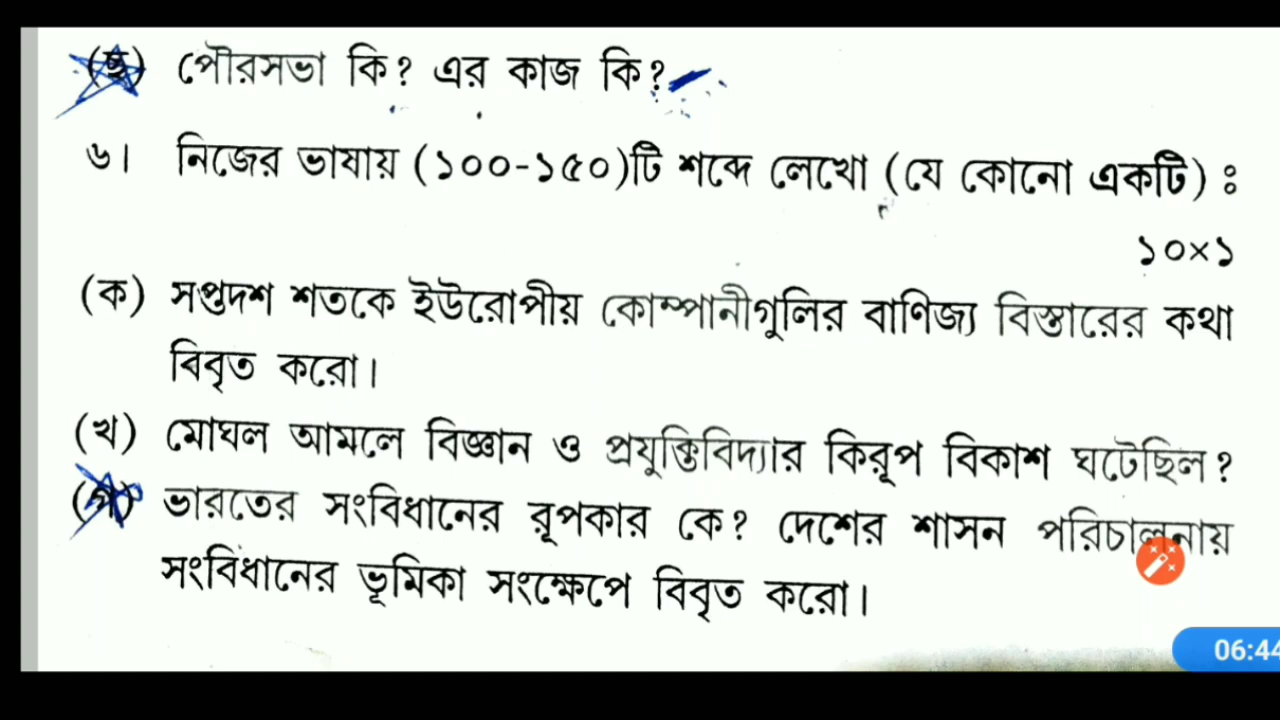 (ছ) পৌরসভা কি? এর কাজ কি?
৬। নিজের ভাষায় (১০০-১৫০)টি শব্দে লেখো (যে কোনো একটি) ঃ
১০×১
(ক) সপ্তদশ শতকে ইউরোপীয় কোম্পানীগুলির বাণিজ্য বিস্তারের কথা
বিবৃত করো।
(খ) মোঘল আমলে বিজ্ঞান ও প্রযুক্তিবিদ্যার কিরূপ বিকাশ ঘটেছিল?
(গ) ভারতের সংবিধানের রূপকার কে? দেশের শাসন পরিচালনায়
সংবিধানের ভূমিকা সংক্ষেপে বিবৃত করো।
06:44